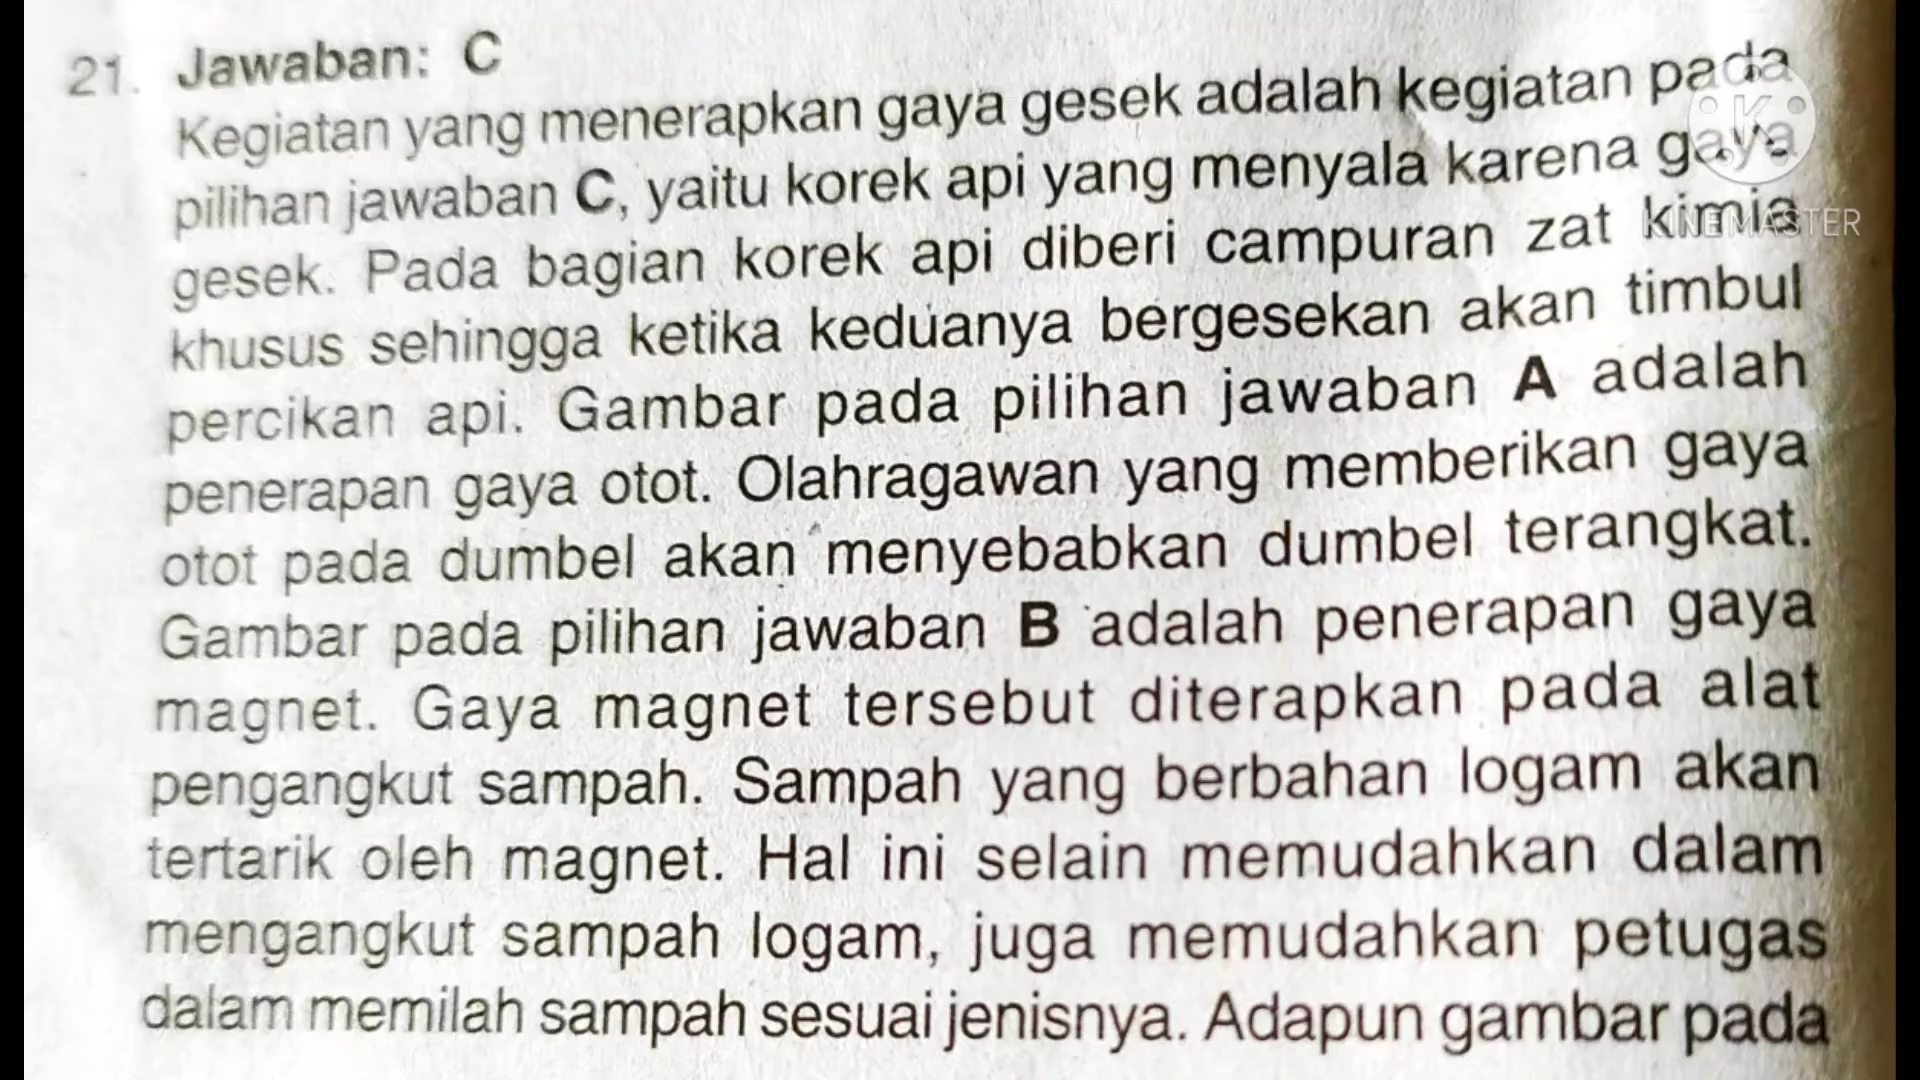 21. Jawaban: C
Kegiatan yang menerapkan gaya gesek adalah kegiatan pada
pilihan jawaban C, yaitu korek api yang menyala karena gaya
gesek. Pada bagian korek api diberi campuran zat kimia
khusus sehingga ketika keduanya bergesekan akan timbul
percikan api. Gambar pada pilihan jawaban A adalah
penerapan gaya otot. Olahragawan yang memberikan gaya
otot pada dumbel akan menyebabkan dumbel terangkat.
Gambar pada pilihan jawaban B adalah penerapan gaya
magnet. Gaya magnet tersebut diterapkan pada alat
pengangkut sampah. Sampah yang berbahan logam akan
tertarik oleh magnet. Hal ini selain memudahkan dalam
mengangkut sampah logam, juga memudahkan petugas
dalam memilah sampah sesuai jenisnya. Adapun gambar pada
K
KINEMASTER